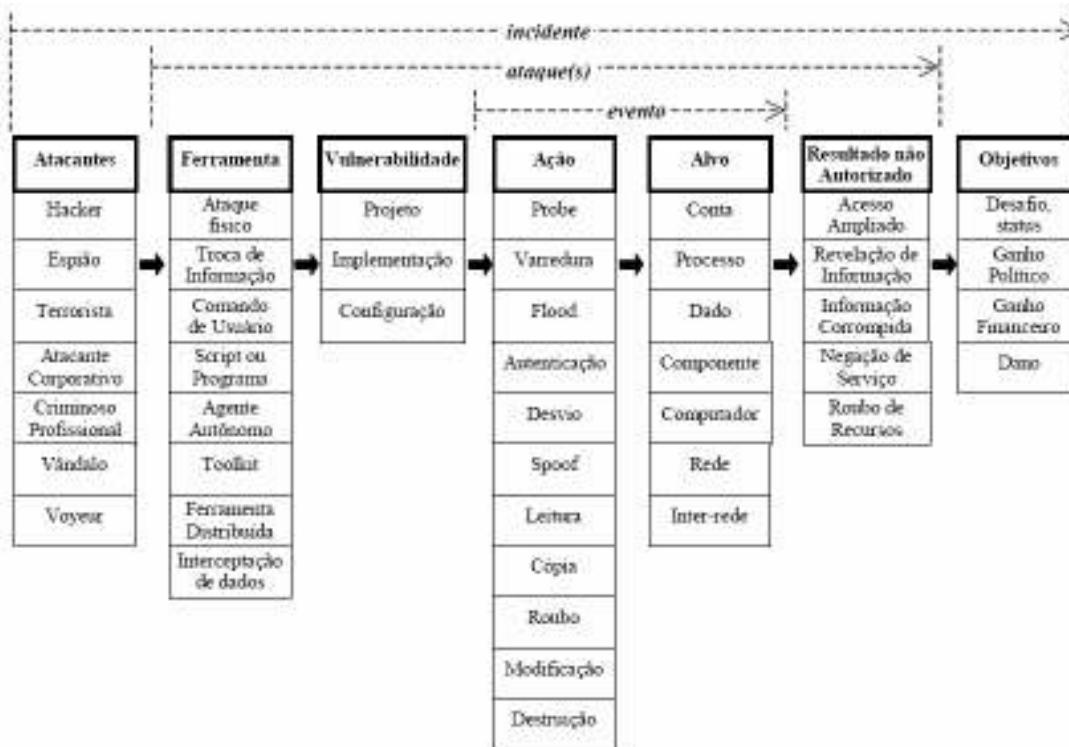 incidente
ataque(s)
evento
Atacantes
Hacker
Espião
Terrorista
Atacante
Corporativo
Criminoso
Profissional
Vândalo
Voyeur
Ferramenta
Ataque
físico
Troca de
Informação
Comando
de Usuário
Script ou
Programa
Agente
Autônomo
Toolkit
Ferramenta
Distribuída
Interceptação
de dados
Vulnerabilidade
Projeto
Implementação
Configuração
Ação
Probe
Varredura
Flood
Autenticação
Desvio
Spoof
Leitura
Cópia
Roubo
Modificação
Destruição
Alvo
Conta
Processo
Dado
Componente
Computador
Rede
Inter-rede
Resultado não
Autorizado
Acesso
Ampliado
Revelação de
Informação
Informação
Corrompida
Negação de
Serviço
Roubo de
Recursos
Objetivos
Desafio,
status
Ganho
Político
Ganho
Financeiro
Dano